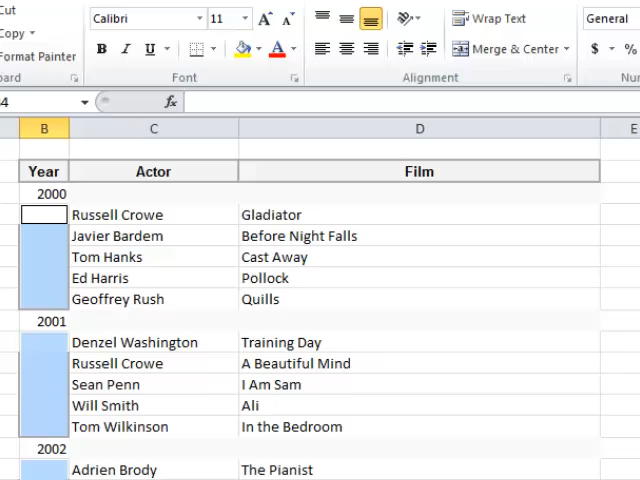 Cut
Calibri 11 A A Wrap Text General
Copy
Format Painter B I U A Merge & Center $ %
Font Alignment
fx
B C D E
Year Actor Film
2000
Russell Crowe Gladiator
Javier Bardem Before Night Falls
Tom Hanks Cast Away
Ed Harris Pollock
Geoffrey Rush Quills
2001
Denzel Washington Training Day
Russell Crowe A Beautiful Mind
Sean Penn I Am Sam
Will Smith Ali
Tom Wilkinson In the Bedroom
2002
Adrien Brody The Pianist